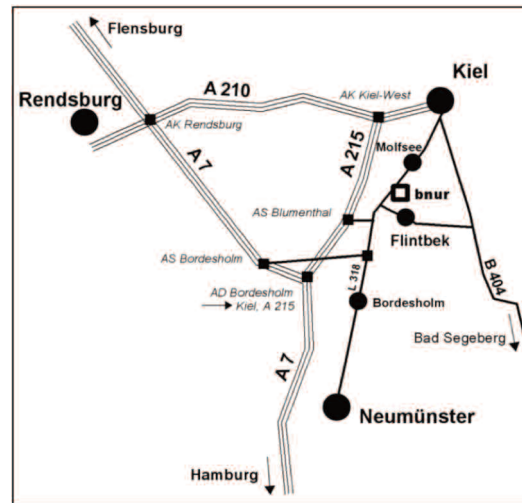 Flensburg
Kiel
A 210
AK Kiel-West
Rendsburg
AK Rendsburg
Molfsee
A 7
A 215
bnur
AS Blumenthal
Flintbek
AS Bordesholm
L 318
B 404
AD Bordesholm
Kiel, A 215
Bordesholm
Bad Segeberg
A 7
Neumünster
Hamburg